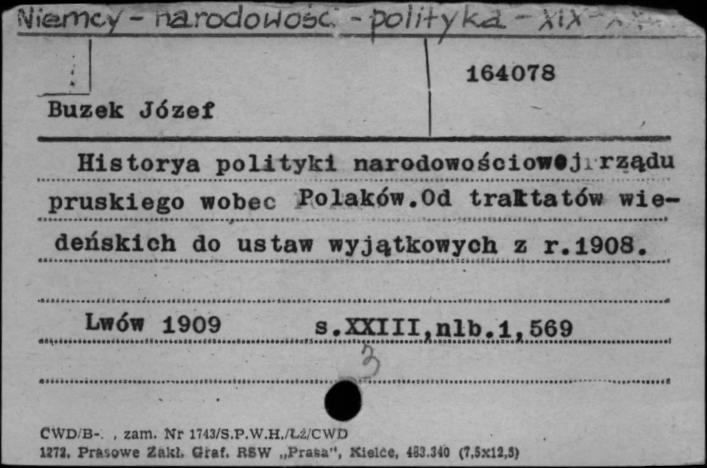 Niemcy - narodowość - polityka - XIX -
164078
Buzek Józef
Historya polityki narodowościowej rządu
pruskiego wobec Polaków.Od traktatów wie-
deńskich do ustaw wyjątkowych z r.1908.
Lwów 1909 s.XXIII,nlb.1,569
3
CWD/B- , zam. Nr 1743/S.P.W.H./Łż/CWD
1272. Prasowe Zakł. Graf. RSW „Prasa”, Kielce, 483.340 (7,5x12,5)